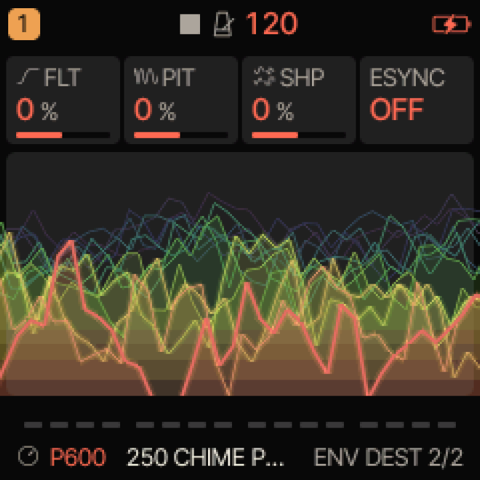 1 120
FLT PIT SHP ESYNC
0 % 0 % 0 % OFF
P600 250 CHIME P... ENV DEST 2/2